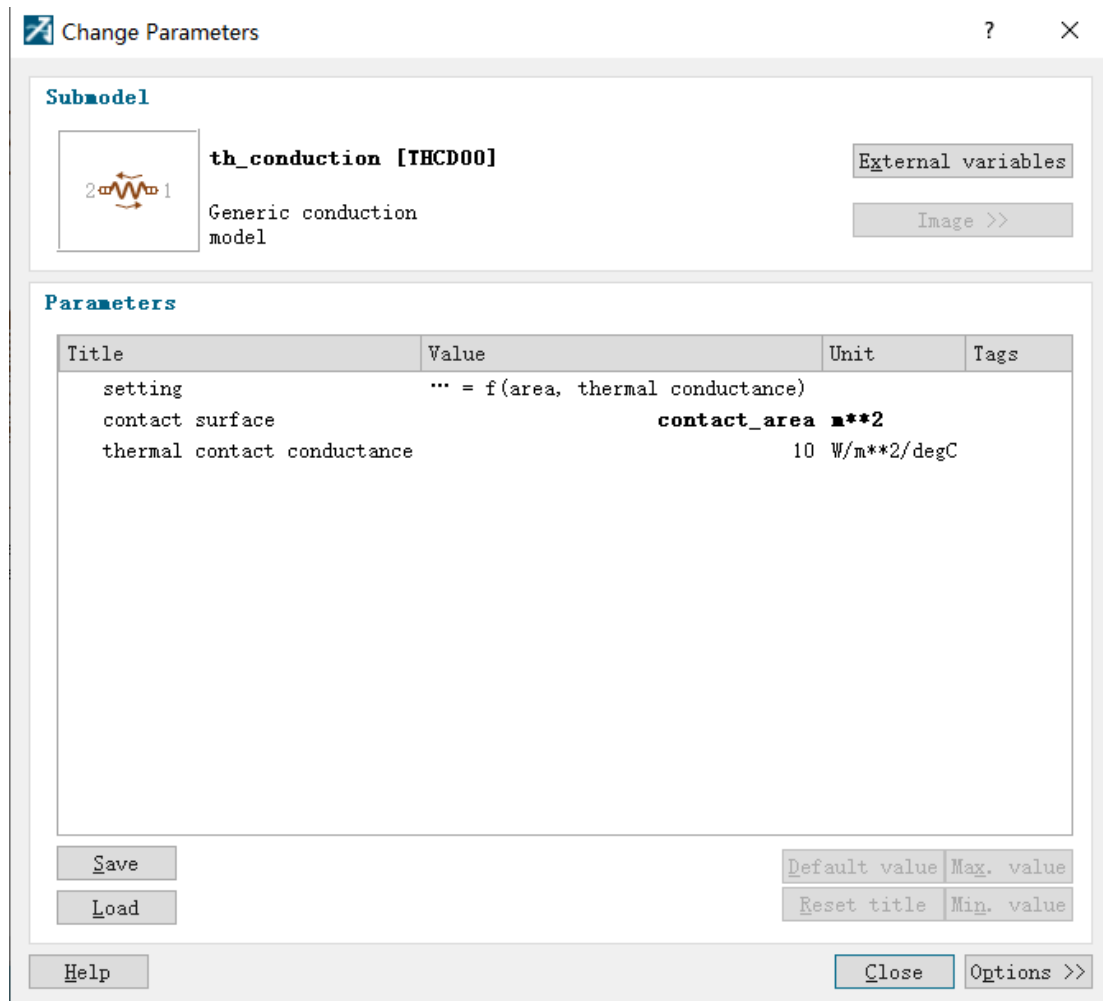 Change Parameters ? ×
Submodel
2 1
th_conduction [THCD00]
Generic conduction
model
External variables
Image >>
Parameters
Title Value Unit Tags
setting ··· = f(area, thermal conductance)
contact surface contact_area m**2
thermal contact conductance 10 W/m**2/degC
Save
Load
Default value Max. value
Reset title Min. value
Help
Close Options >>